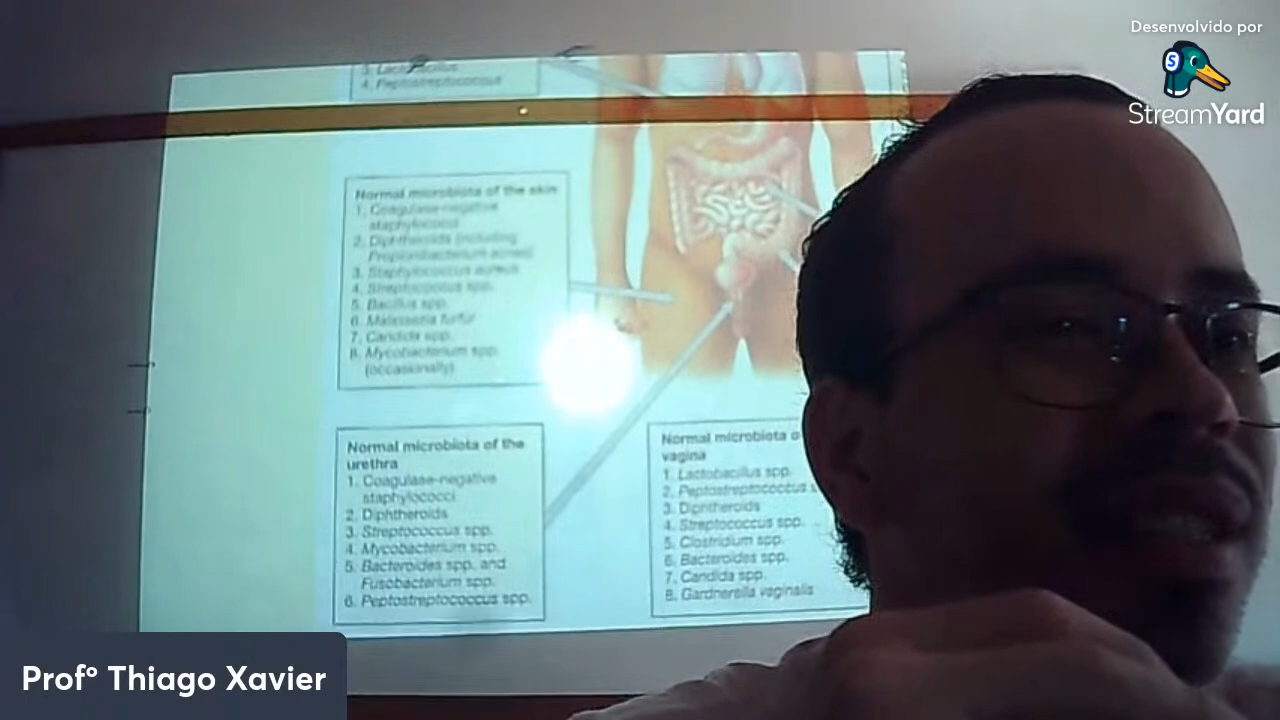 Desenvolvido por
StreamYard
3. Lactobacillus
4. Peptostreptococcus
Normal microbiota of the skin
1. Coagulase-negative
staphylococci
2. Diphtheroids (including
Propionibacterium acnes)
3. Staphylococcus aureus
4. Streptococcus spp.
5. Bacillus spp.
6. Malassezia furfur
7. Candida spp.
8. Mycobacterium spp.
(occasionally)
Normal microbiota of the
urethra
1. Coagulase-negative
staphylococci
2. Diphtheroids
3. Streptococcus spp.
4. Mycobacterium spp.
5. Bacteroides spp. and
Fusobacterium spp.
6. Peptostreptococcus spp.
Normal microbiota o
vagina
1. Lactobacillus spp.
2. Peptostreptococcus s
3. Diphtheroids
4. Streptococcus spp.
5. Clostridium spp.
6. Bacteroides spp.
7. Candida spp.
8. Gardnerella vaginalis
Profº Thiago Xavier